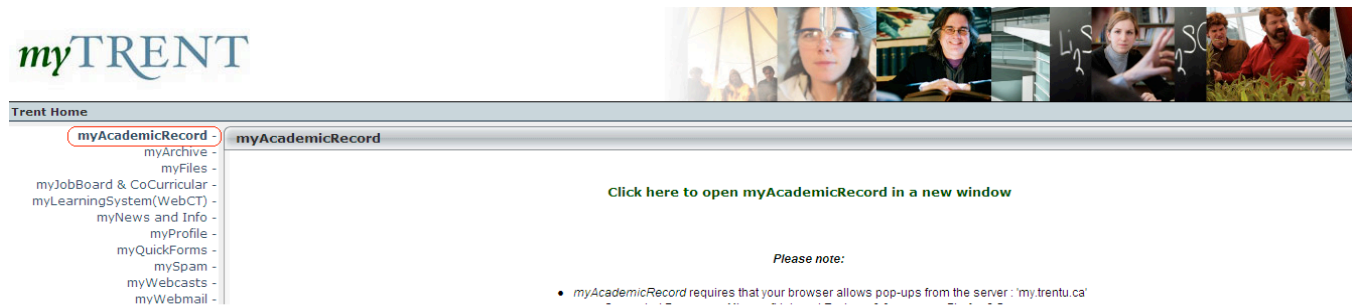 myTRENT
Li2SO
Trent Home
myAcademicRecord -
myArchive -
myFiles -
myJobBoard & CoCurricular -
myLearningSystem(WebCT) -
myNews and Info -
myProfile -
myQuickForms -
mySpam -
myWebcasts -
myWebmail -
myAcademicRecord
Click here to open myAcademicRecord in a new window
Please note:
• myAcademicRecord requires that your browser allows pop-ups from the server : 'my.trentu.ca'